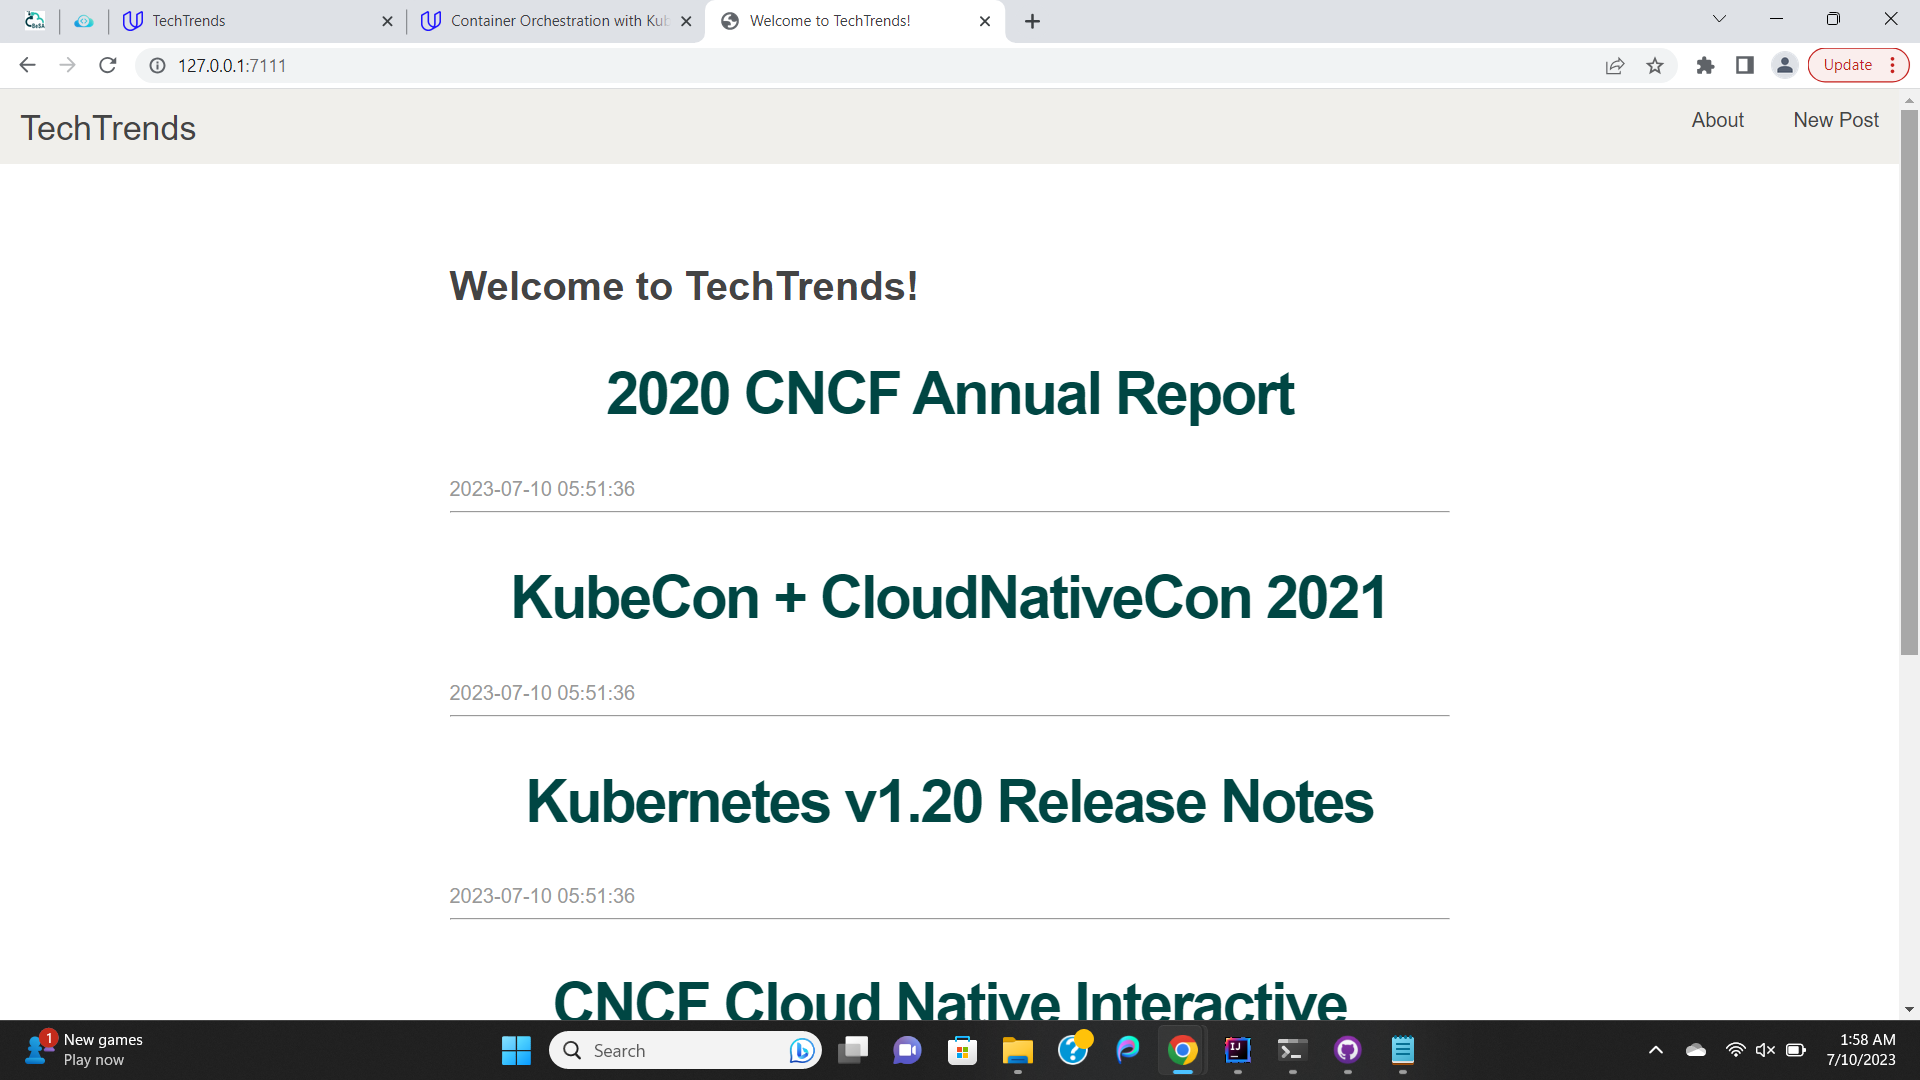 TechTrends
Container Orchestration with Kub
Welcome to TechTrends!
127.0.0.1:7111
Update
TechTrends
About
New Post
Welcome to TechTrends!
2020 CNCF Annual Report
2023-07-10 05:51:36
KubeCon + CloudNativeCon 2021
2023-07-10 05:51:36
Kubernetes v1.20 Release Notes
2023-07-10 05:51:36
CNCF Cloud Native Interactive
1
New games
Play now
Search
1:58 AM
7/10/2023